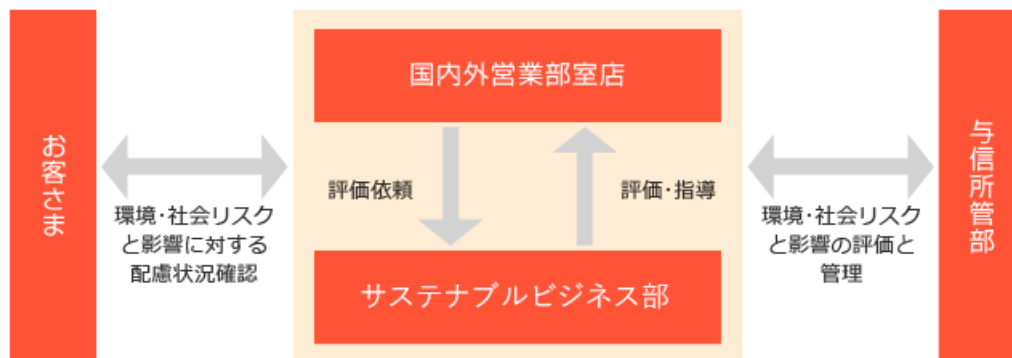 お客さま
環境･社会リスク
と影響に対する
配慮状況確認
国内外営業部室店
評価依頼
評価･指導
サステナブルビジネス部
環境･社会リスク
と影響の評価と
管理
与信所管部